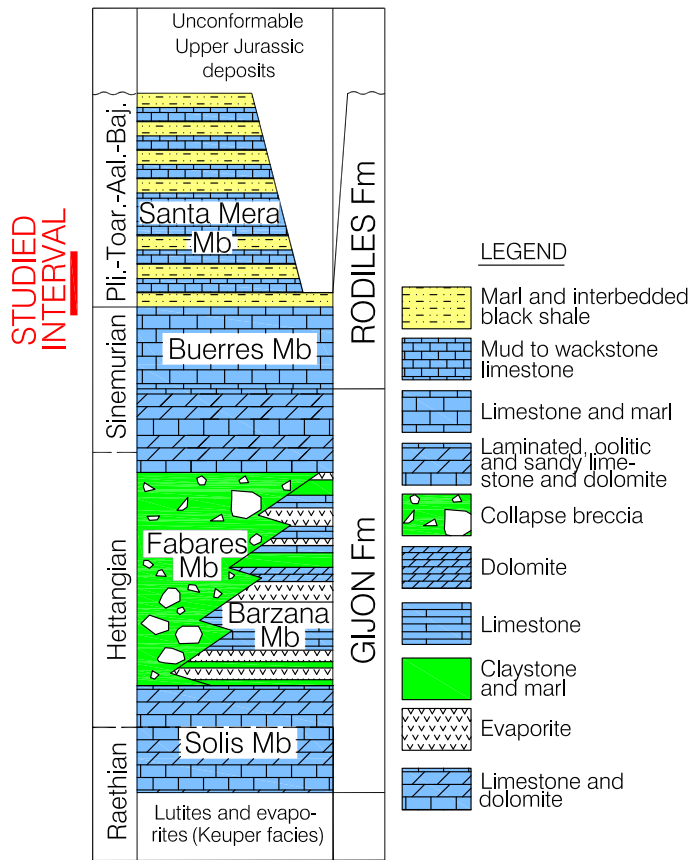 Unconformable
Upper Jurassic
deposits
STUDIED
INTERVAL
Pli.-Toar.-Aal.-Baj.
Sinemurian
Hettangian
Raethian
Santa Mera
Mb
Buerres Mb
Fabares
Mb
Barzana
Mb
Solis Mb
Lutites and evapo-
rites (Keuper facies)
RODILES Fm
GIJON Fm
LEGEND
Marl and interbedded
black shale
Mud to wackstone
limestone
Limestone and marl
Laminated, oolitic
and sandy lime-
stone and dolomite
Collapse breccia
Dolomite
Limestone
Claystone
and marl
Evaporite
Limestone and
dolomite